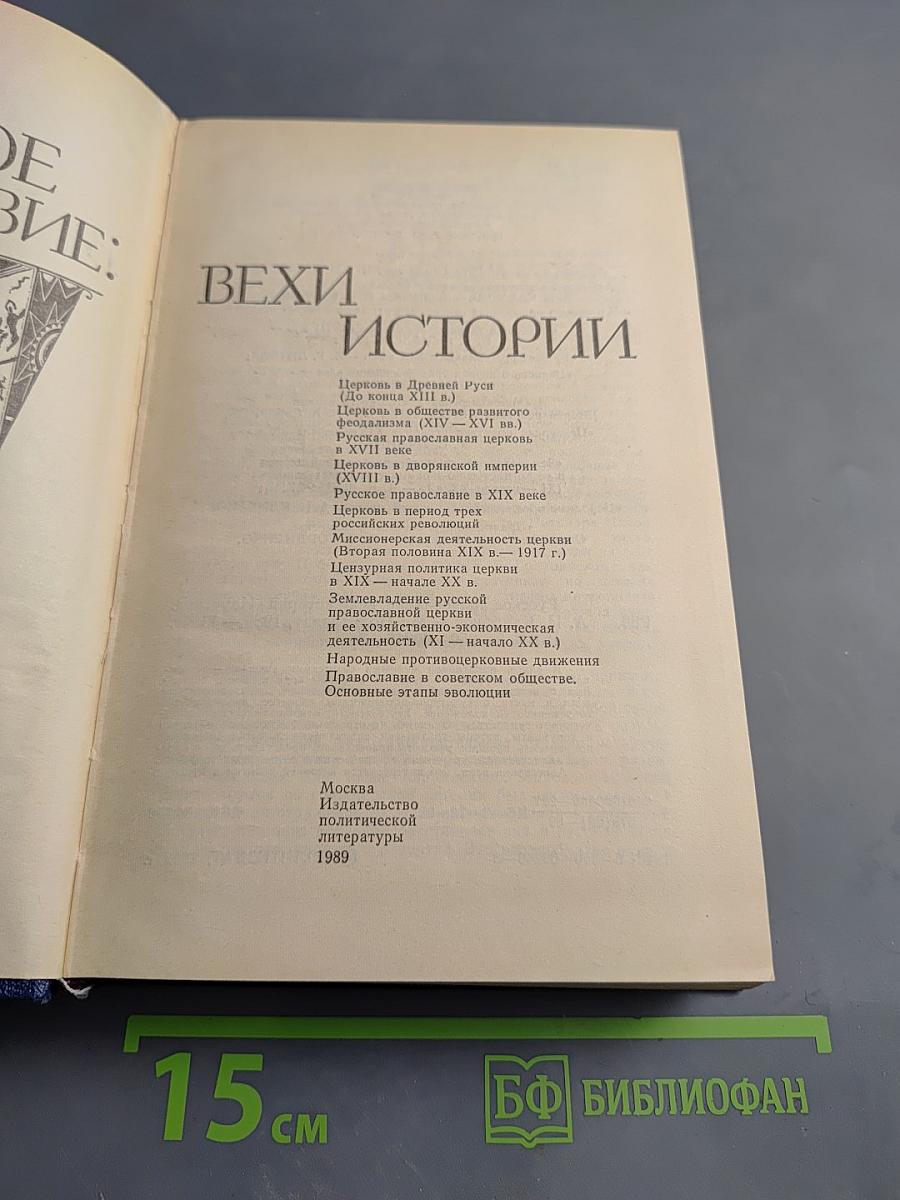 ОЕ
ВИЕ:
ВЕХИ
ИСТОРИИ
Церковь в Древней Руси
(До конца XIII в.)
Церковь в обществе развитого
феодализма (XIV — XVI вв.)
Русская православная церковь
в XVII веке
Церковь в дворянской империи
(XVIII в.)
Русское православие в XIX веке
Церковь в период трех
российских революций
Миссионерская деятельность церкви
(Вторая половина XIX в.— 1917 г.)
Цензурная политика церкви
в XIX — начале XX в.
Землевладение русской
православной церкви
и ее хозяйственно-экономическая
деятельность (XI — начало XX в.)
Народные противоцерковные движения
Православие в советском обществе.
Основные этапы эволюции
Москва
Издательство
политической
литературы
1989
15 см
БФ БИБЛИОФАН